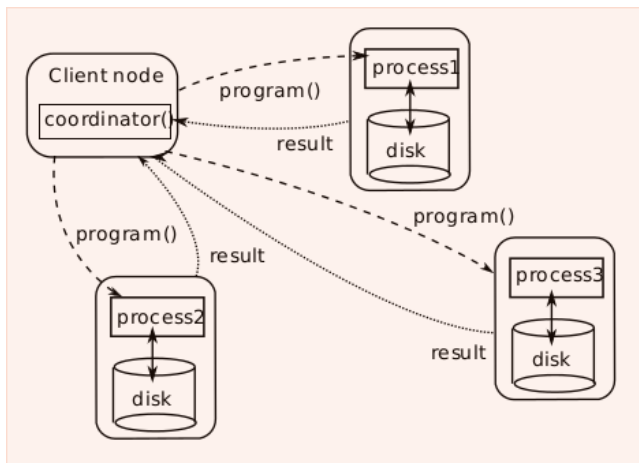 Client node
coordinator()
program()
result
process1
disk
program()
result
process2
disk
program()
result
process3
disk